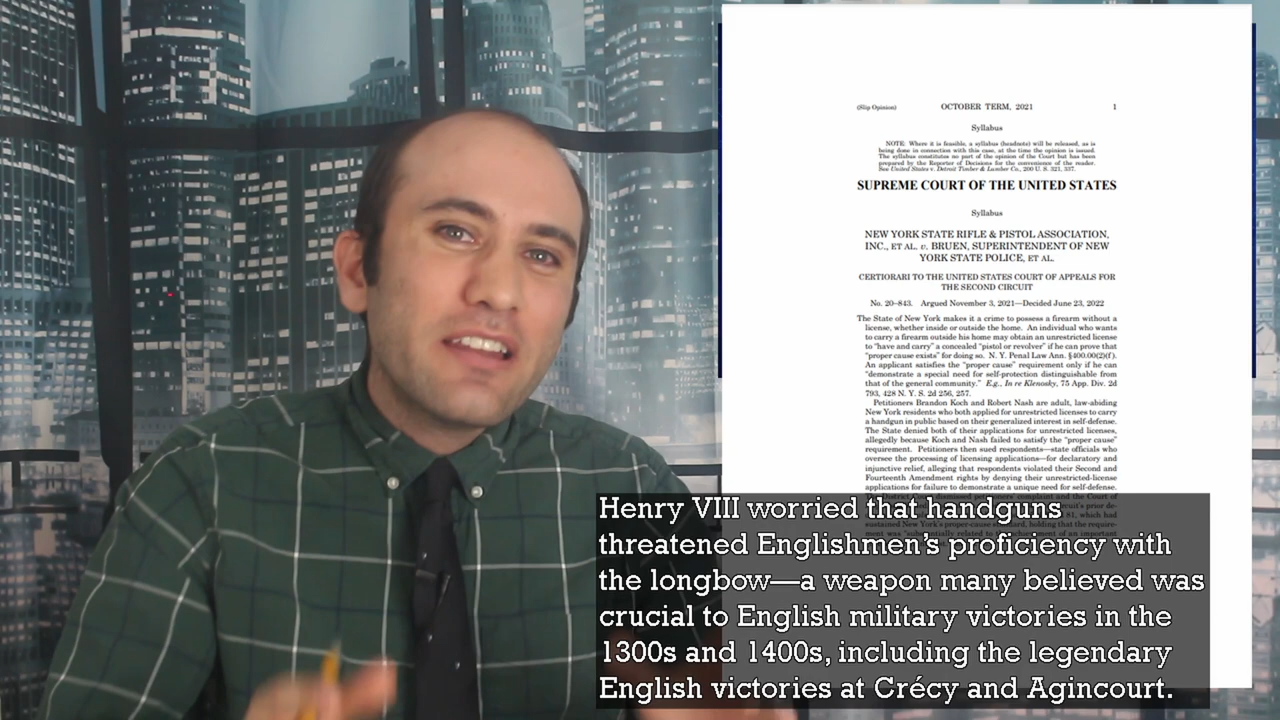 (Slip Opinion) OCTOBER TERM, 2021 1
Syllabus
NOTE: Where it is feasible, a syllabus (headnote) will be released, as is
being done in connection with this case, at the time the opinion is issued.
The syllabus constitutes no part of the opinion of the Court but has been
prepared by the Reporter of Decisions for the convenience of the reader.
See United States v. Detroit Timber & Lumber Co., 200 U. S. 321, 337.
SUPREME COURT OF THE UNITED STATES
Syllabus
NEW YORK STATE RIFLE & PISTOL ASSOCIATION,
INC., ET AL. v. BRUEN, SUPERINTENDENT OF NEW
YORK STATE POLICE, ET AL.
CERTIORARI TO THE UNITED STATES COURT OF APPEALS FOR
THE SECOND CIRCUIT
No. 20–843. Argued November 3, 2021—Decided June 23, 2022
The State of New York makes it a crime to possess a firearm without a
license, whether inside or outside the home. An individual who wants
to carry a firearm outside his home may obtain an unrestricted license
to “have and carry” a concealed “pistol or revolver” if he can prove that
“proper cause exists” for doing so. N. Y. Penal Law Ann. §400.00(2)(f).
An applicant satisfies the “proper cause” requirement only if he can
“demonstrate a special need for self-protection distinguishable from
that of the general community.” E.g., In re Klenosky, 75 App. Div. 2d
793, 428 N. Y. S. 2d 256, 257.
Petitioners Brandon Koch and Robert Nash are adult, law-abiding
New York residents who both applied for unrestricted licenses to carry
a handgun in public based on their generalized interest in self-defense.
The State denied both of their applications for unrestricted licenses,
allegedly because Koch and Nash failed to satisfy the “proper cause”
requirement. Petitioners then sued respondents—state officials who
oversee the processing of licensing applications—for declaratory and
injunctive relief, alleging that respondents violated their Second and
Fourteenth Amendment rights by denying their unrestricted-license
applications for failure to demonstrate a unique need for self-defense.
Henry VIII worried that handguns
threatened Englishmen's proficiency with
the longbow—a weapon many believed was
crucial to English military victories in the
1300s and 1400s, including the legendary
English victories at Crécy and Agincourt.